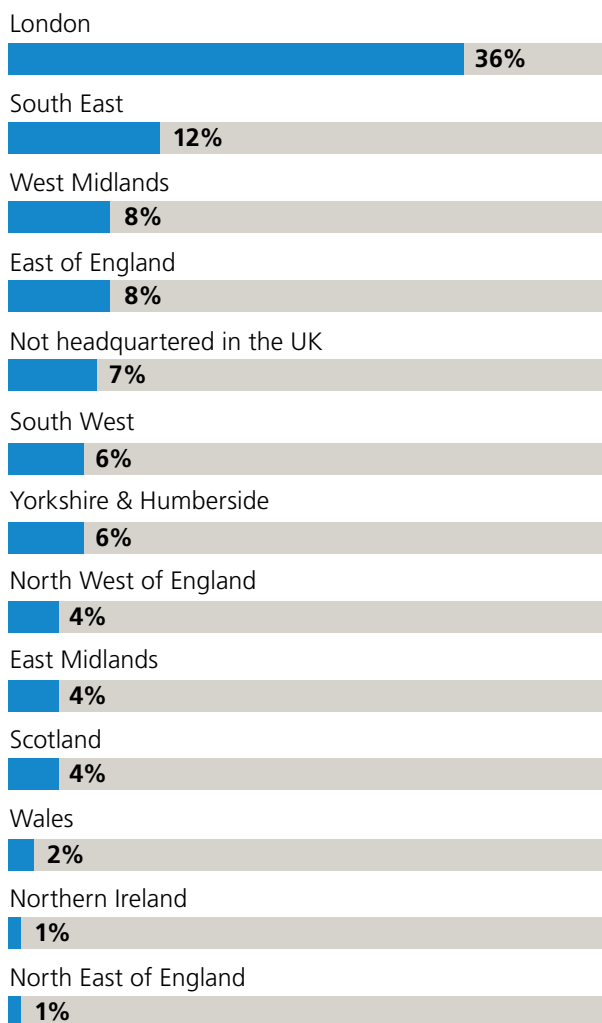 London
36%
South East
12%
West Midlands
8%
East of England
8%
Not headquartered in the UK
7%
South West
6%
Yorkshire & Humberside
6%
North West of England
4%
East Midlands
4%
Scotland
4%
Wales
2%
Northern Ireland
1%
North East of England
1%